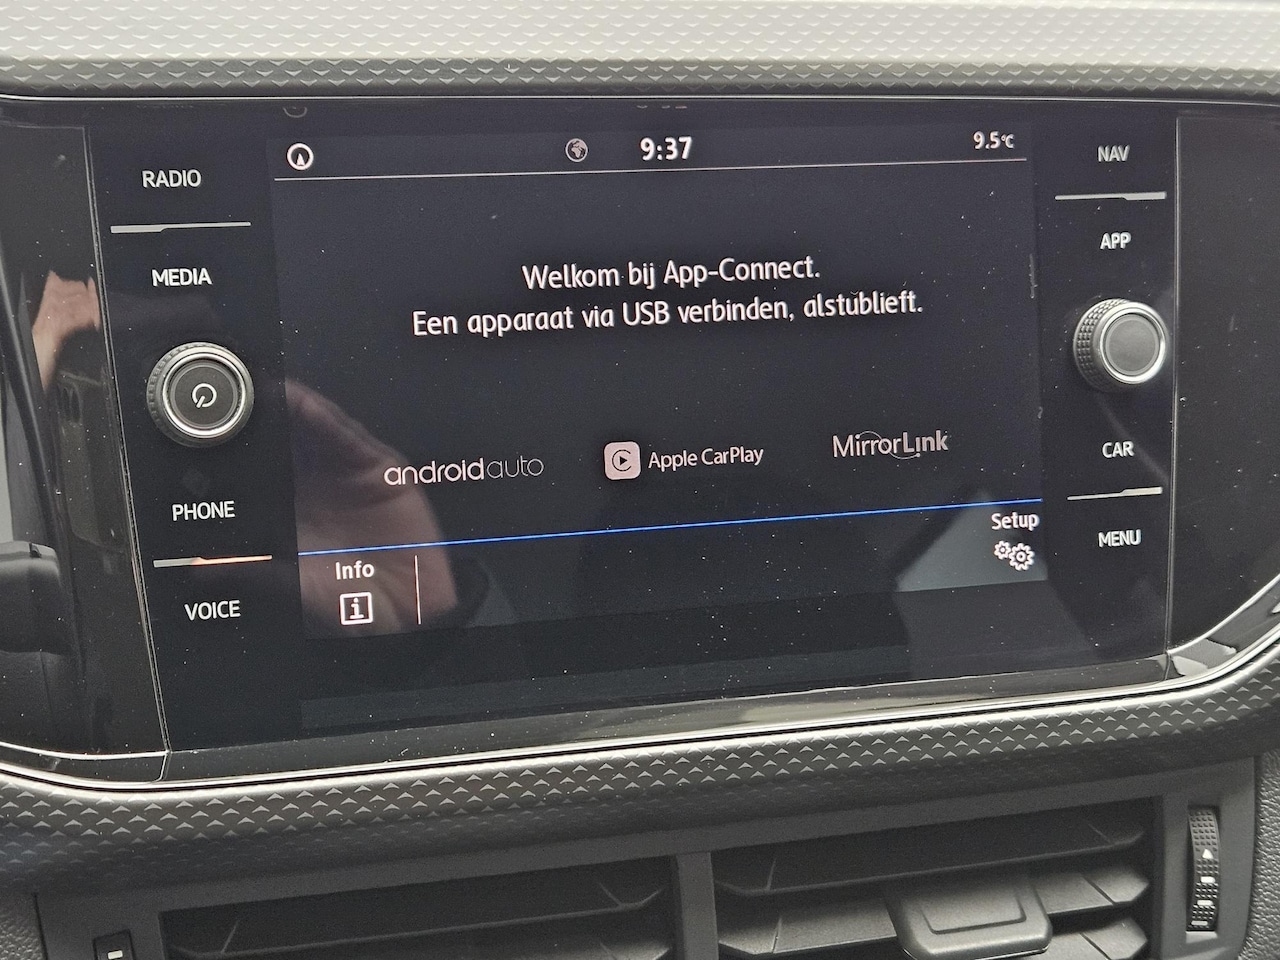 9:37
9.5°C
RADIO
MEDIA
PHONE
VOICE
Welkom bij App-Connect.
Een apparaat via USB verbinden, alstublieft.
androidauto
Apple CarPlay
MirrorLink
Info
i
Setup
NAV
APP
CAR
MENU